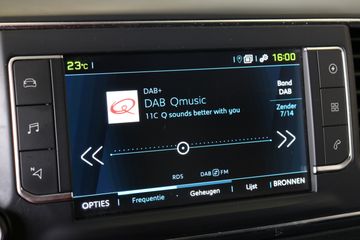 23°C
16:00
DAB+
DAB Qmusic
11C Q sounds better with you
Band
DAB
Zender
7/14
RDS DAB FM
OPTIES Frequentie Geheugen Lijst BRONNEN
N